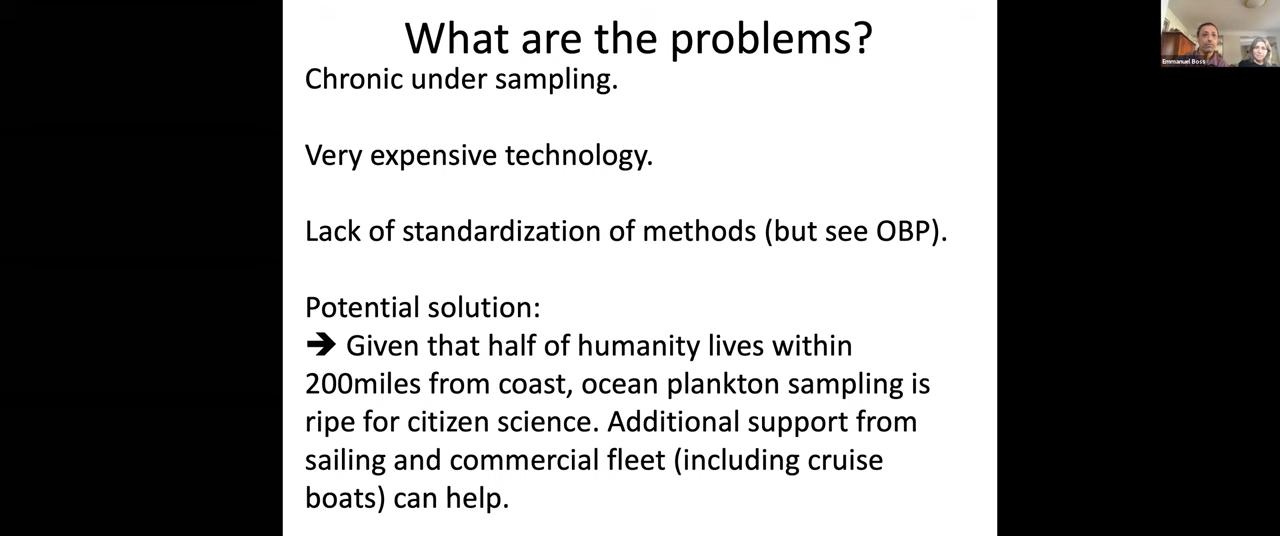 What are the problems?
Chronic under sampling.
Very expensive technology.
Lack of standardization of methods (but see OBP).
Potential solution:
➔ Given that half of humanity lives within
200miles from coast, ocean plankton sampling is
ripe for citizen science. Additional support from
sailing and commercial fleet (including cruise
boats) can help.
Emmanuel Boss